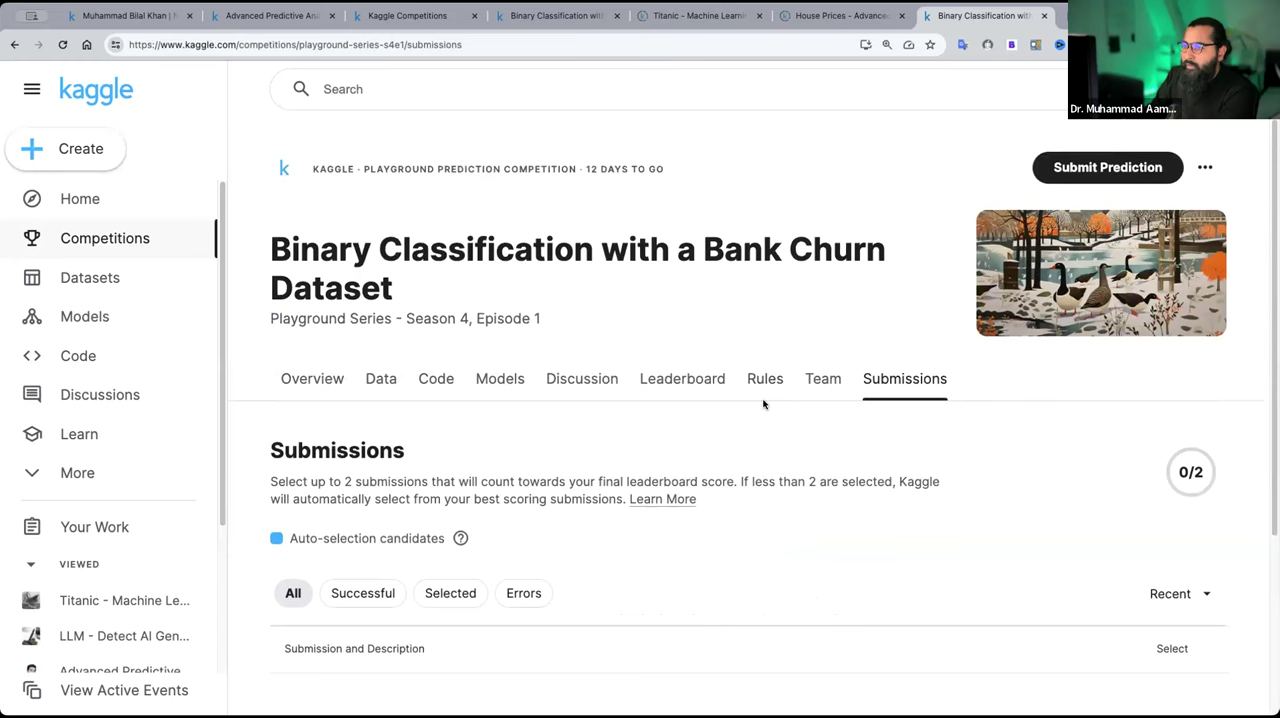 Muhammad Bilal Khan | N
Advanced Predictive Ana
Kaggle Competitions
Binary Classification with
Titanic - Machine Learni
House Prices - Advanced
Binary Classification with
https://www.kaggle.com/competitions/playground-series-s4e1/submissions
Dr. Muhammad Aam...
kaggle
Search
Create
Home
Competitions
Datasets
Models
Code
Discussions
Learn
More
Your Work
VIEWED
Titanic - Machine Le...
LLM - Detect AI Gen...
Advanced Predictive
View Active Events
KAGGLE · PLAYGROUND PREDICTION COMPETITION · 12 DAYS TO GO
Submit Prediction
Binary Classification with a Bank Churn
Dataset
Playground Series - Season 4, Episode 1
Overview Data Code Models Discussion Leaderboard Rules Team Submissions
Submissions
Select up to 2 submissions that will count towards your final leaderboard score. If less than 2 are selected, Kaggle
will automatically select from your best scoring submissions. Learn More
0/2
Auto-selection candidates
All Successful Selected Errors
Recent
Submission and Description Select